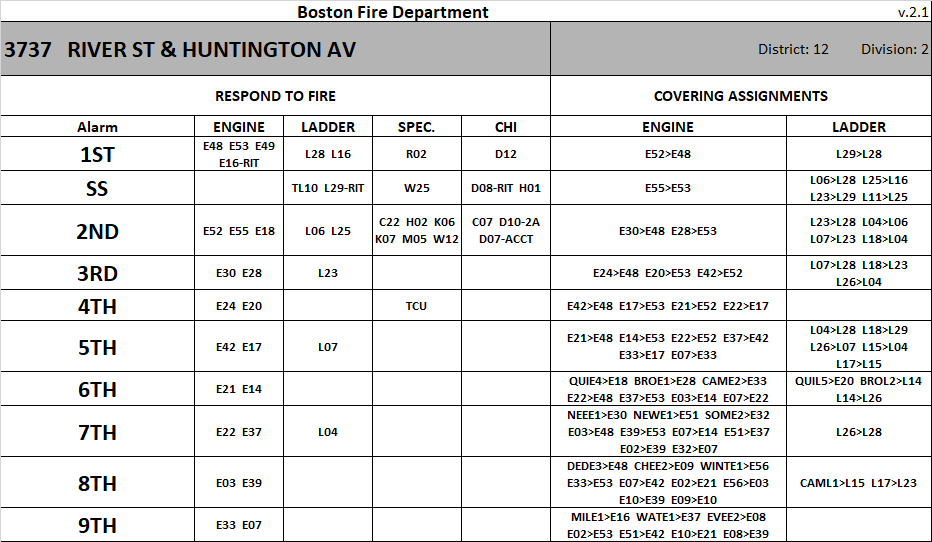 Boston Fire Department v.2.1
3737 RIVER ST & HUNTINGTON AV District: 12 Division: 2
RESPOND TO FIRE COVERING ASSIGNMENTS
Alarm ENGINE LADDER SPEC. CHI ENGINE LADDER
1ST E48 E53 E49 E16-RIT L28 L16 R02 D12 E52>E48 L29>L28
SS TL10 L29-RIT W25 D08-RIT H01 E55>E53 L06>L28 L25>L16
L23>L29 L11>L25
2ND E52 E55 E18 L06 L25 C22 H02 K06
K07 M05 W12 C07 D10-2A
D07-ACCT E30>E48 E28>E53 L23>L28 L04>L06
L07>L23 L18>L04
3RD E30 E28 L23 E24>E48 E20>E53 E42>E52 L07>L28 L18>L23
L26>L04
4TH E24 E20 TCU E42>E48 E17>E53 E21>E52 E22>E17
5TH E42 E17 L07 E21>E48 E14>E53 E22>E52 E37>E42
E33>E17 E07>E33 L04>L28 L18>L29
L26>L07 L15>L04
L17>L15
6TH E21 E14 QUIE4>E18 BROE1>E28 CAME2>E33
E22>E48 E37>E53 E03>E14 E07>E22 QUIL5>E20 BROL2>L14
L14>L26
7TH E22 E37 L04 NEEE1>E30 NEWE1>E51 SOME2>E32
E03>E48 E39>E53 E07>E14 E51>E37
E02>E39 E32>E07 L26>L28
8TH E03 E39 DEDE3>E48 CHEE2>E09 WINTE1>E56
E33>E53 E07>E42 E02>E21 E56>E03
E10>E39 E09>E10 CAML1>L15 L17>L23
9TH E33 E07 MILE1>E16 WATE1>E37 EVEE2>E08
E02>E53 E51>E42 E10>E21 E08>E39